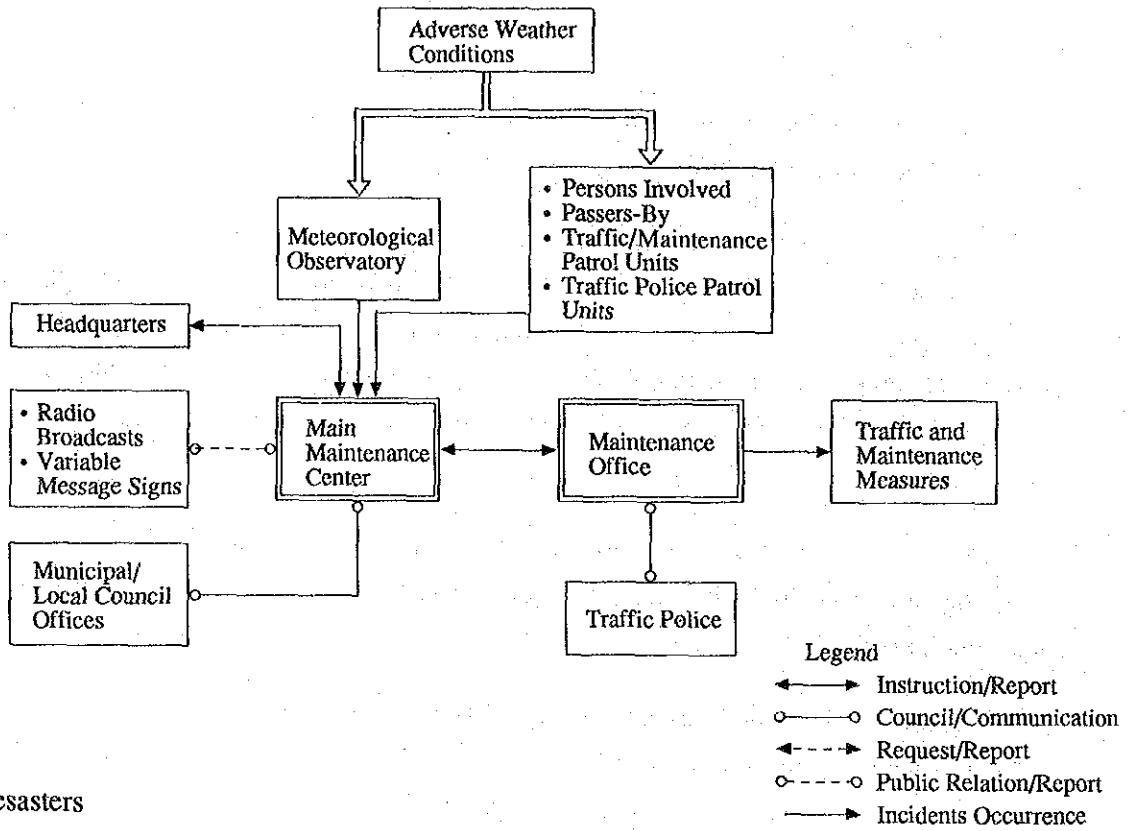 Adverse Weather
Conditions
• Persons Involved
• Passers-By
• Traffic/Maintenance
Patrol Units
• Traffic Police Patrol
Units
Meteorological
Observatory
Headquarters
• Radio
Broadcasts
• Variable
Message Signs
Main
Maintenance
Center
Maintenance
Office
Traffic and
Maintenance
Measures
Municipal/
Local Council
Offices
Traffic Police
Legend
Instruction/Report
Council/Communication
Request/Report
Public Relation/Report
Incidents Occurrence
esasters